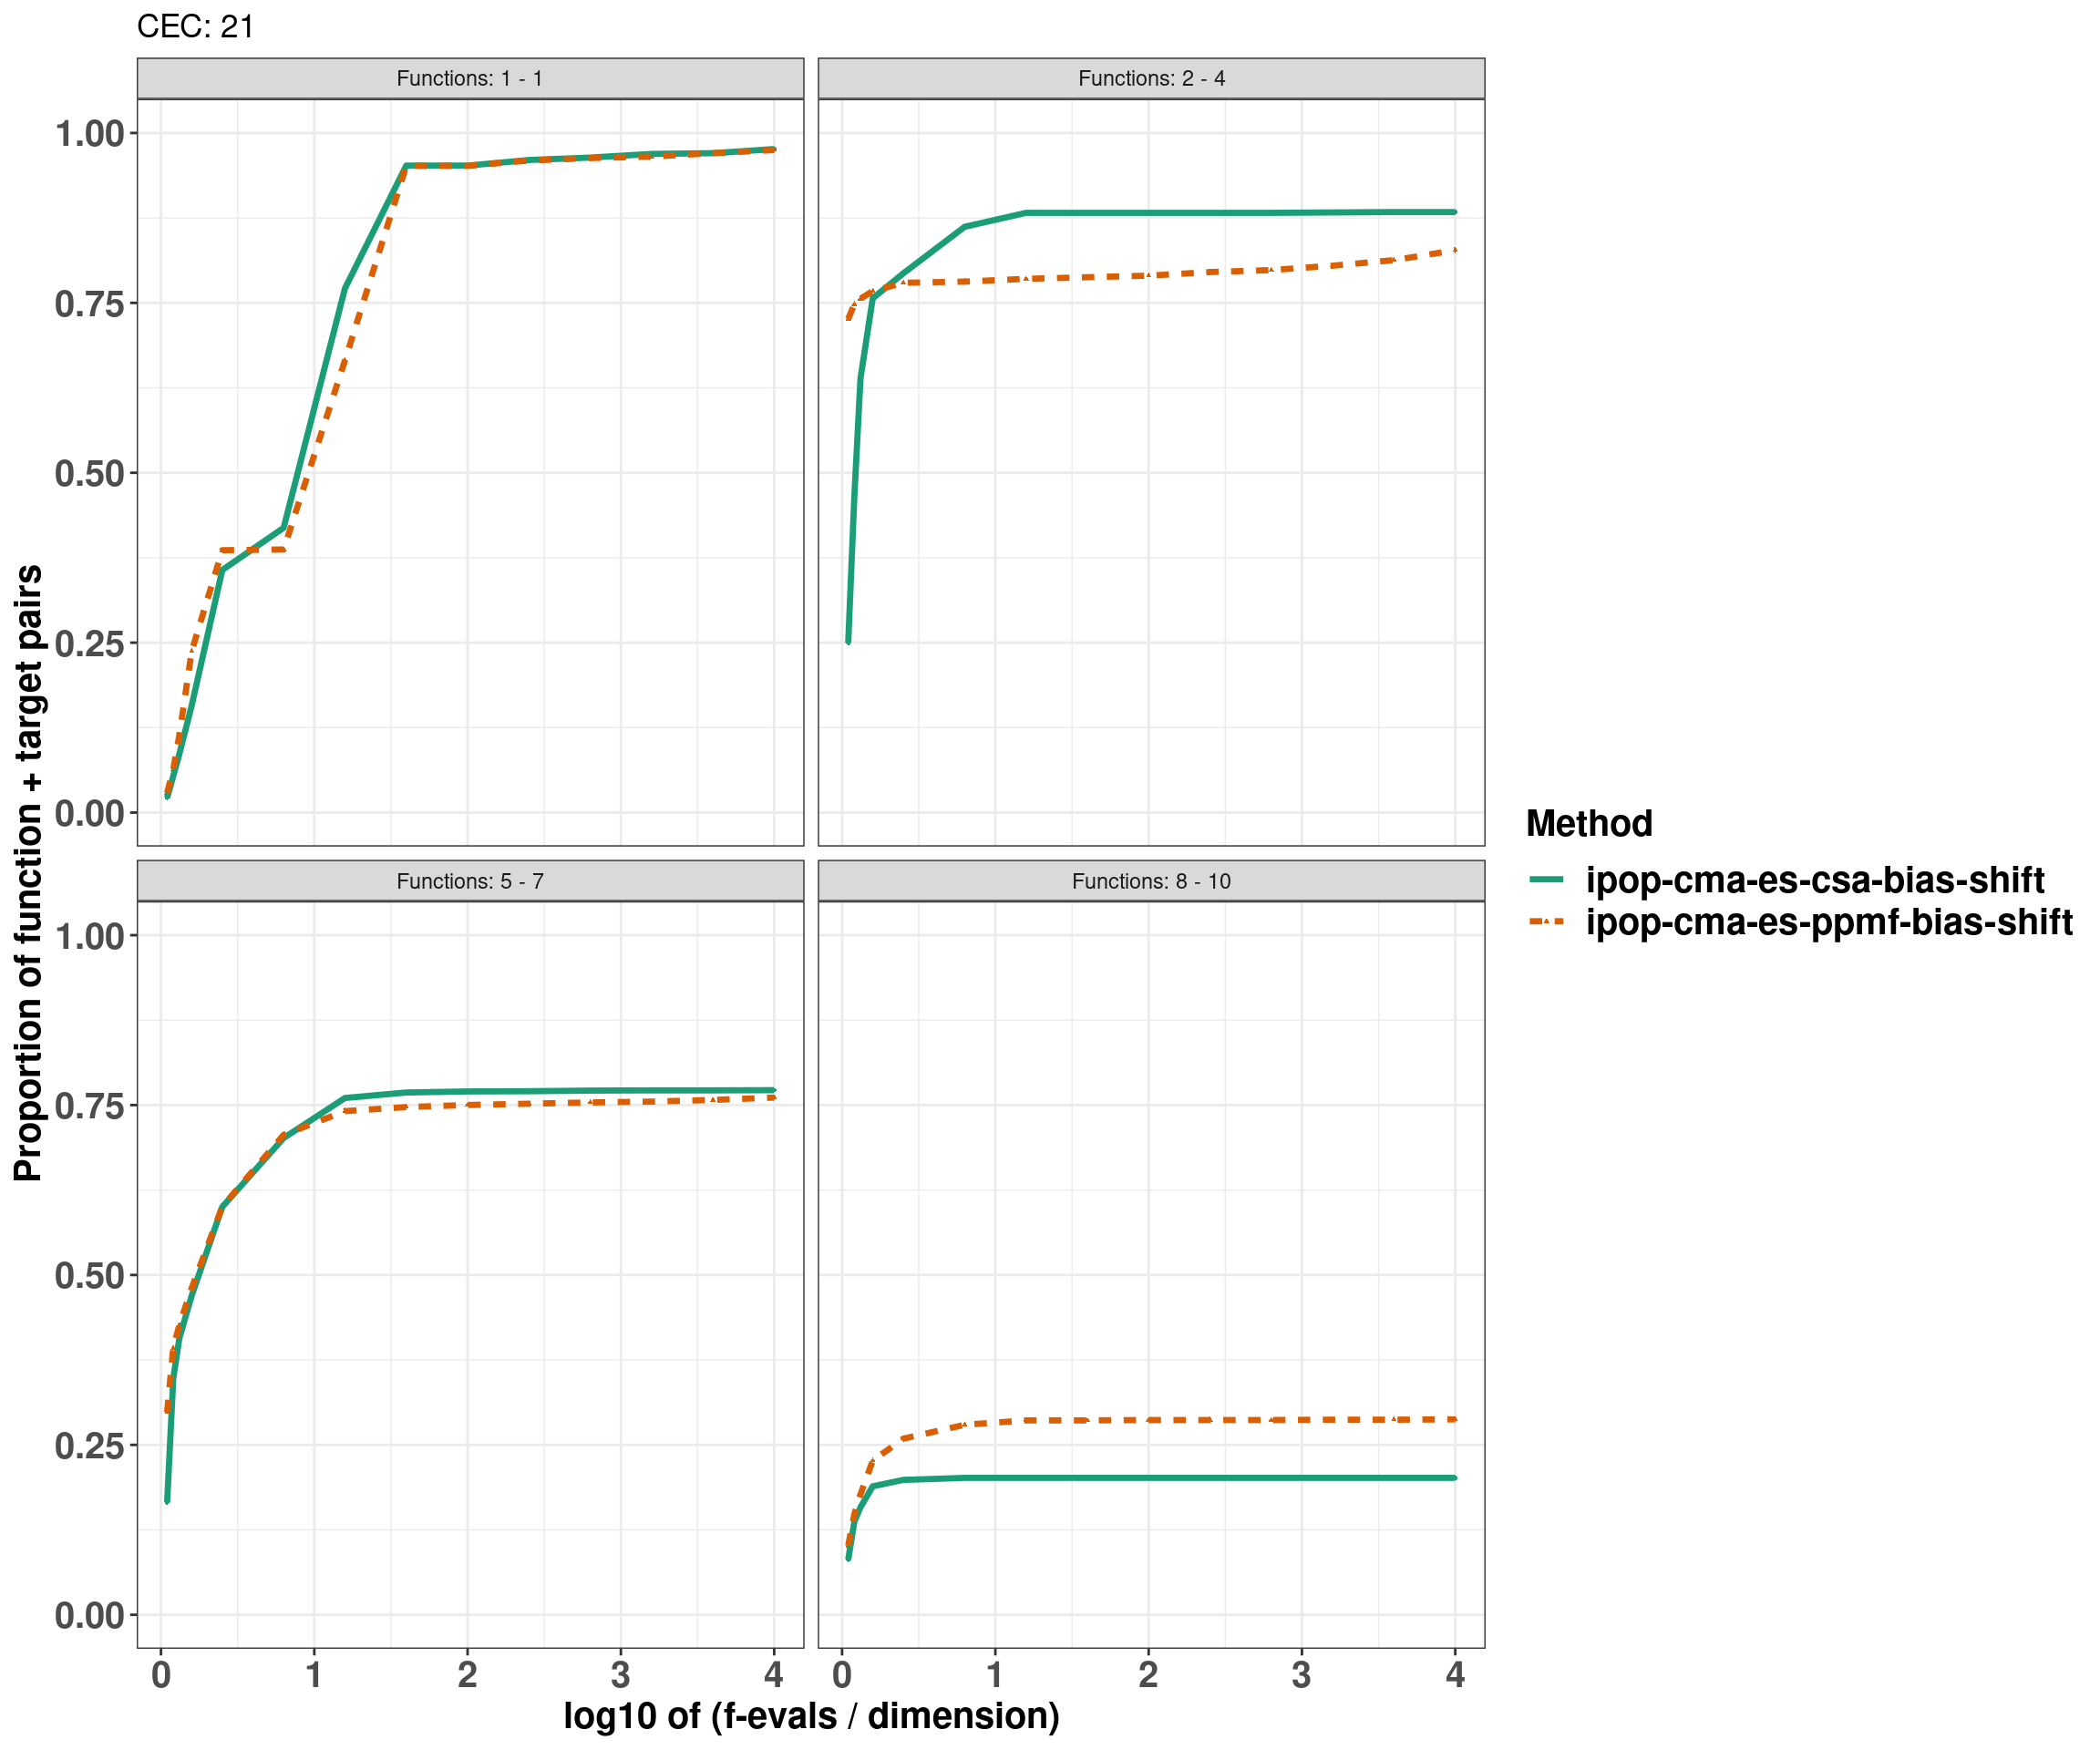 CEC: 21
Functions: 1 - 1
Functions: 2 - 4
1.00
0.75
0.50
0.25
0.00
Functions: 5 - 7
Functions: 8 - 10
1.00
0.75
0.50
0.25
0.00
0 1 2 3 4
0 1 2 3 4
log10 of (f-evals / dimension)
Proportion of function + target pairs
Method
ipop-cma-es-csa-bias-shift
ipop-cma-es-ppmf-bias-shift